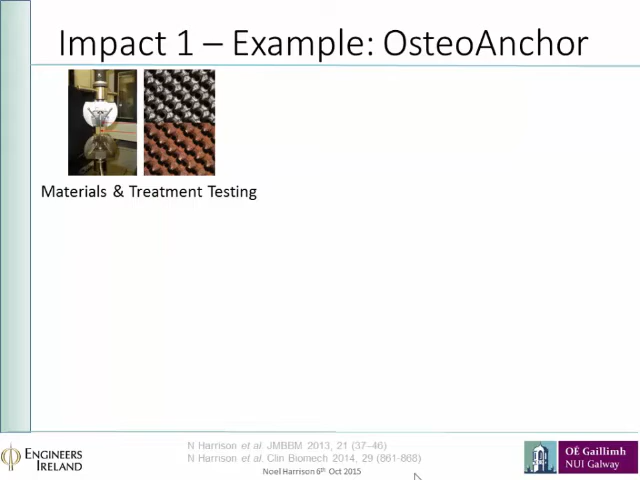 Impact 1 – Example: OsteoAnchor
Materials & Treatment Testing
N Harrison et al. JMBBM 2013, 21 (37–46)
N Harrison et al. Clin Biomech 2014, 29 (861-868)
Noel Harrison 6th Oct 2015
ENGINEERS
IRELAND
OÉ Gaillimh
NUI Galway